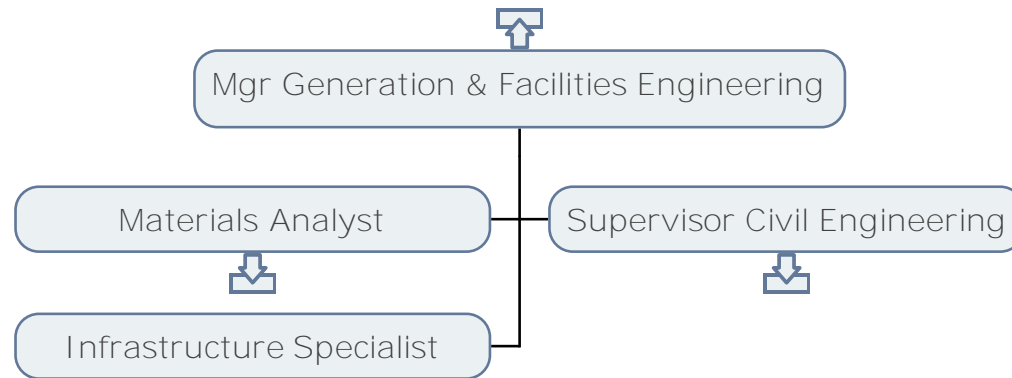 Mgr Generation & Facilities Engineering
Materials Analyst
Supervisor Civil Engineering
Infrastructure Specialist